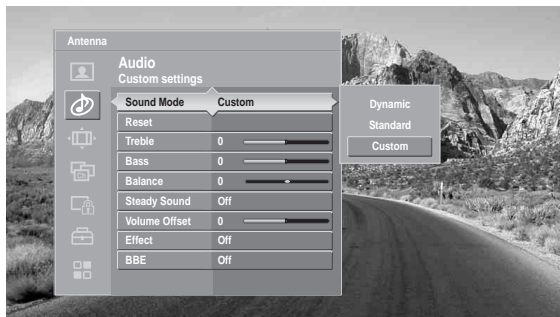 Antenna
Audio
Custom settings
Sound Mode Custom
Reset
Treble 0
Bass 0
Balance 0
Steady Sound Off
Volume Offset 0
Effect Off
BBE Off
Dynamic
Standard
Custom
Ch